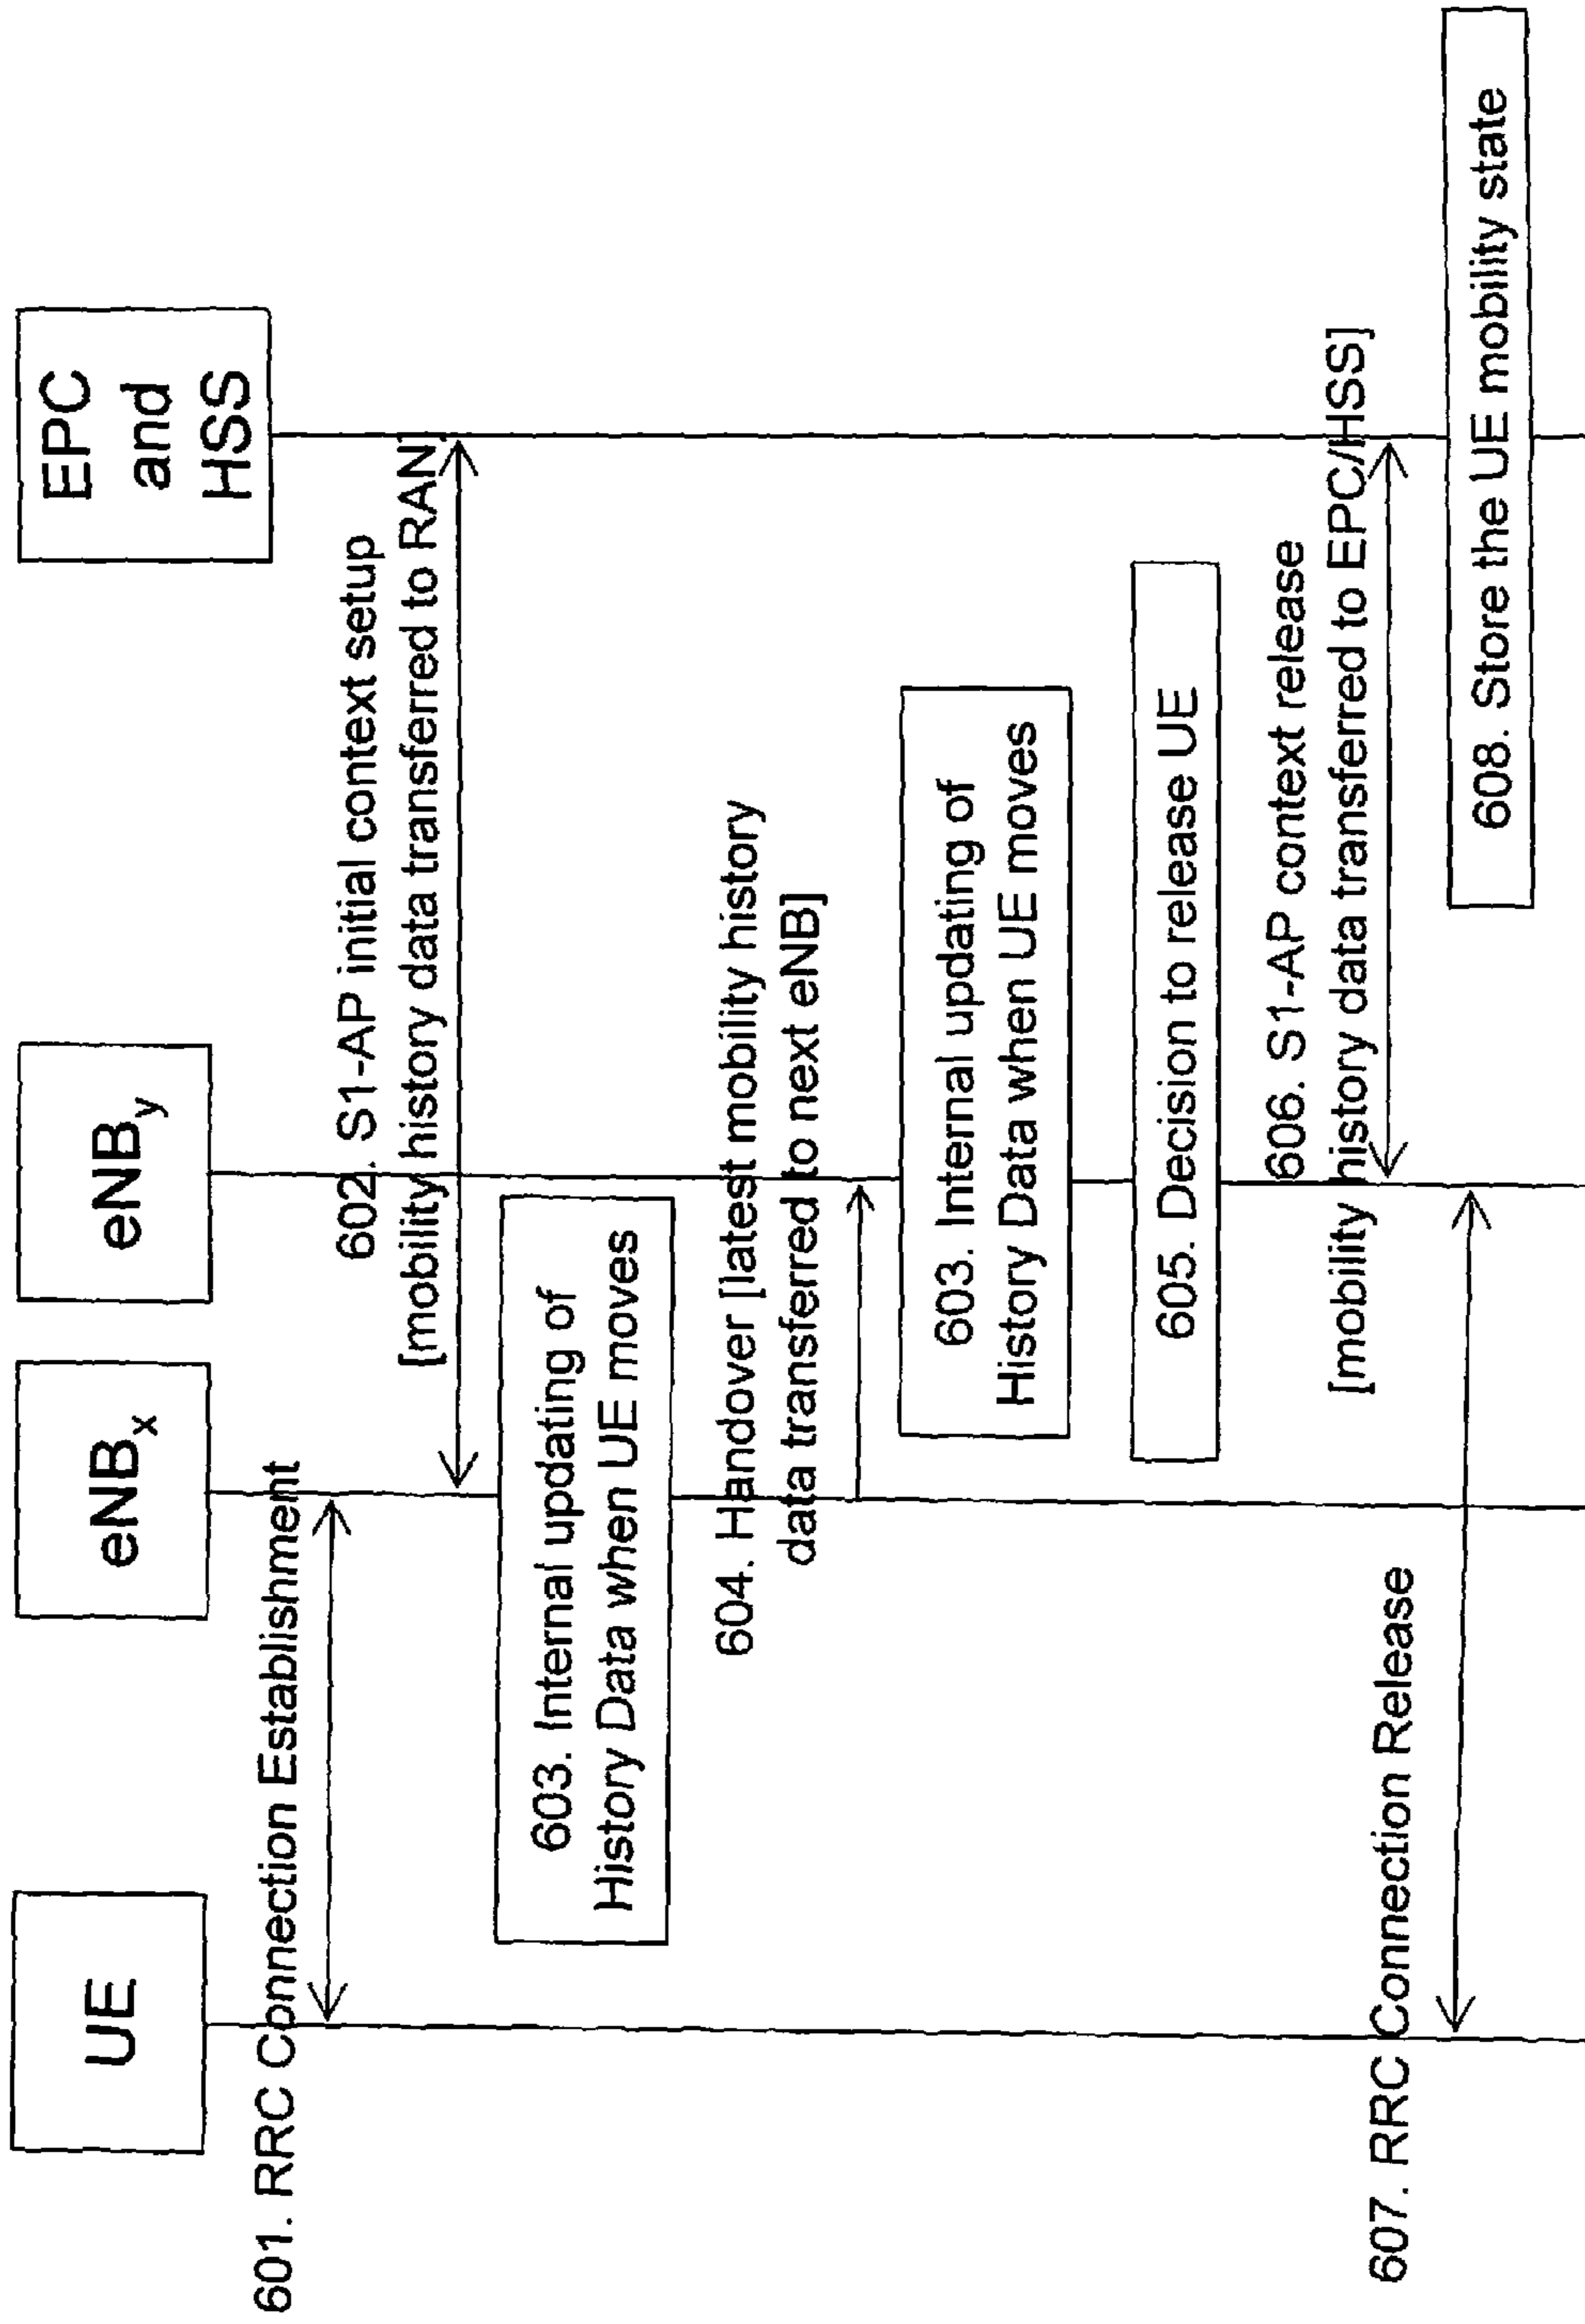 UE
eNBx
eNBy
EPC
and
HSS
601. RRC Connection Establishment
602. S1-AP initial context setup
[mobility history data transferred to RAN]
603. Internal updating of
History Data when UE moves
604. Handover [latest mobility history
data transferred to next eNB]
603. Internal updating of
History Data when UE moves
605. Decision to release UE
606. S1-AP context release
[mobility history data transferred to EPC/HSS]
607. RRC Connection Release
608. Store the UE mobility state